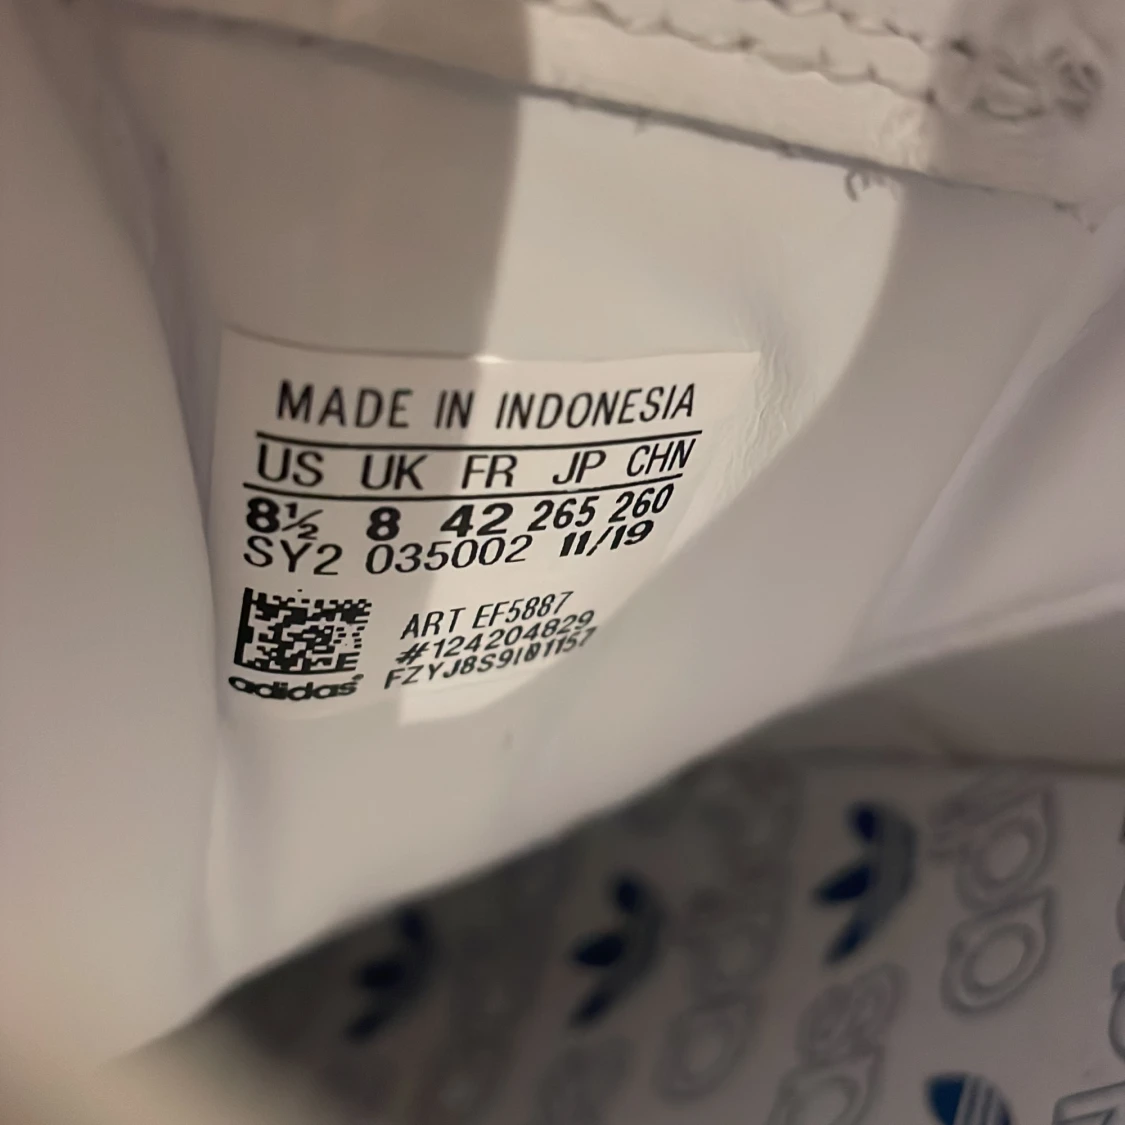 MADE IN INDONESIA
US UK FR JP CHN
8½ 8 42 265 260
SY2 035002 11/19
ART EF5887
#124204829
FZYJ8S9I01157
adidas